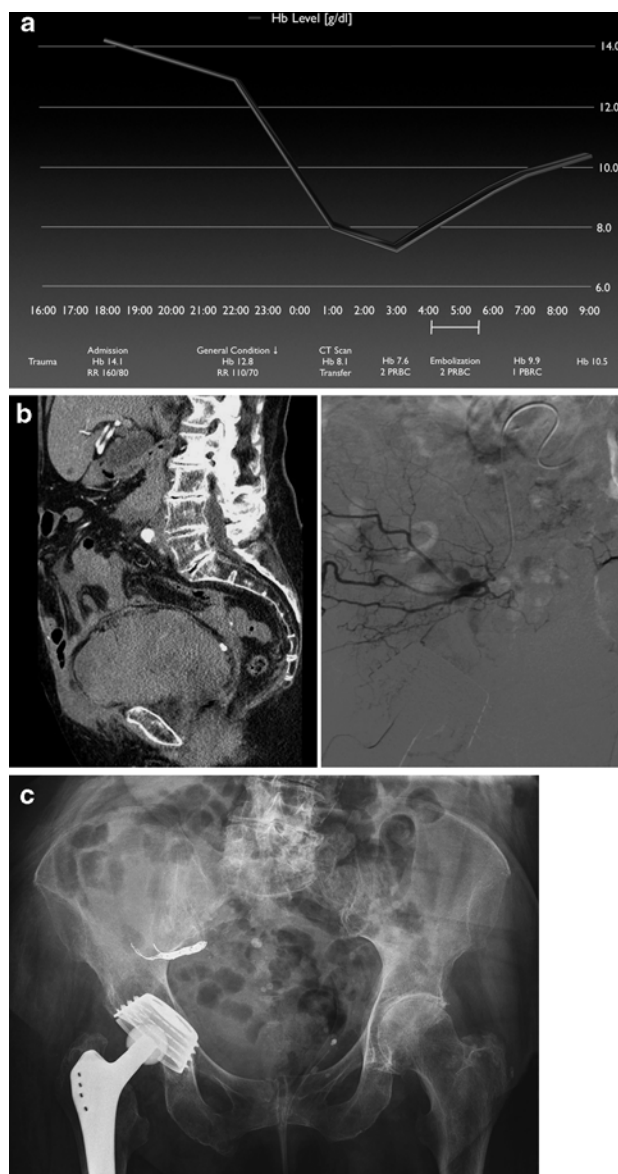 a
Hb Level [g/dl]
14.0
12.0
10.0
8.0
6.0
16:00 17:00 18:00 19:00 20:00 21:00 22:00 23:00 0:00 1:00 2:00 3:00 4:00 5:00 6:00 7:00 8:00 9:00
Trauma
Admission
Hb 14.1
RR 160/80
General Condition ↓
Hb 12.8
RR 110/70
CT Scan
Hb 8.1
Transfer
Hb 7.6
2 PRBC
Embolization
2 PRBC
Hb 9.9
1 PBRC
Hb 10.5
b
c